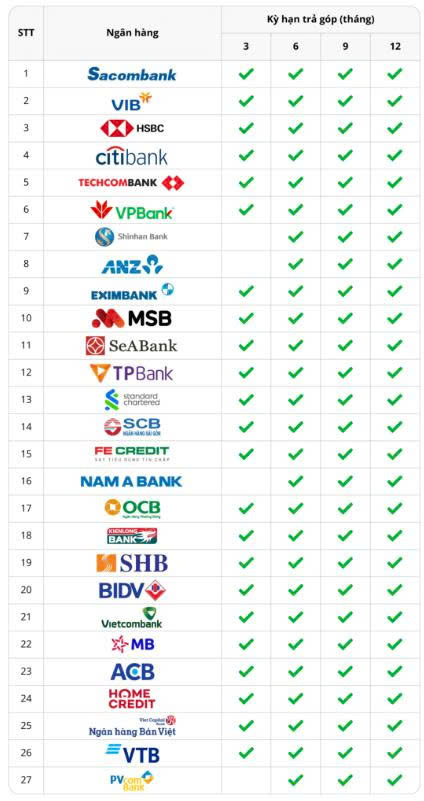 STT Ngân hàng Kỳ hạn trả góp (tháng)
3 6 9 12
1 Sacombank
2 VIB
3 HSBC
4 citibank
5 TECHCOMBANK
6 VPBank
7 Shinhan Bank
8 ANZ
9 EXIMBANK
10 MSB
11 SeABank
12 TPBank
13 standard
chartered
14 SCB
NGÂN HÀNG SÀI GÒN
15 FE CREDIT
VAY TIÊU DÙNG TÍN CHẤP
16 NAM A BANK
17 OCB
Ngân Hàng Phương Đông
18 KIENLONG
BANK
19 SHB
20 BIDV
21 Vietcombank
22 MB
23 ACB
24 HOME
CREDIT
25 Viet Capital
Bank
Ngân hàng Bản Việt
26 VTB
27 PVcom
Bank